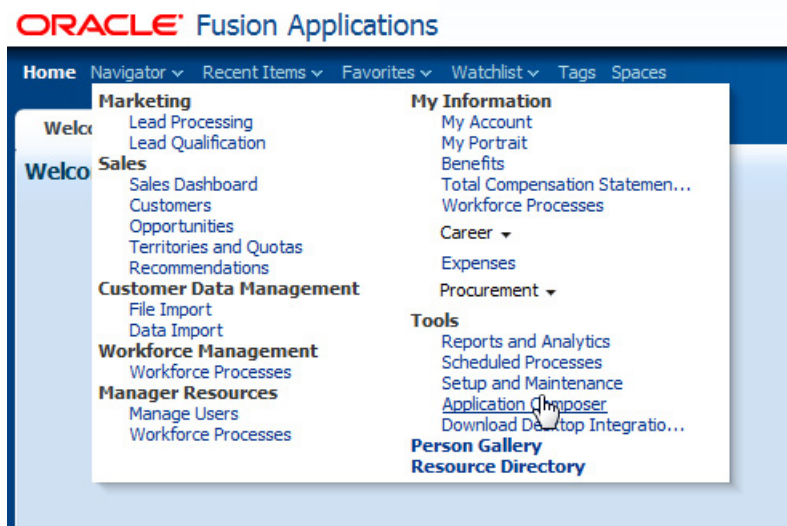 ORACLE Fusion Applications
Home Navigator Recent Items Favorites Watchlist Tags Spaces
Welco
Welco
Marketing
Lead Processing
Lead Qualification
Sales
Sales Dashboard
Customers
Opportunities
Territories and Quotas
Recommendations
Customer Data Management
File Import
Data Import
Workforce Management
Workforce Processes
Manager Resources
Manage Users
Workforce Processes
My Information
My Account
My Portrait
Benefits
Total Compensation Statemen...
Workforce Processes
Career
Expenses
Procurement
Tools
Reports and Analytics
Scheduled Processes
Setup and Maintenance
Application Composer
Download Desktop Integratio...
Person Gallery
Resource Directory